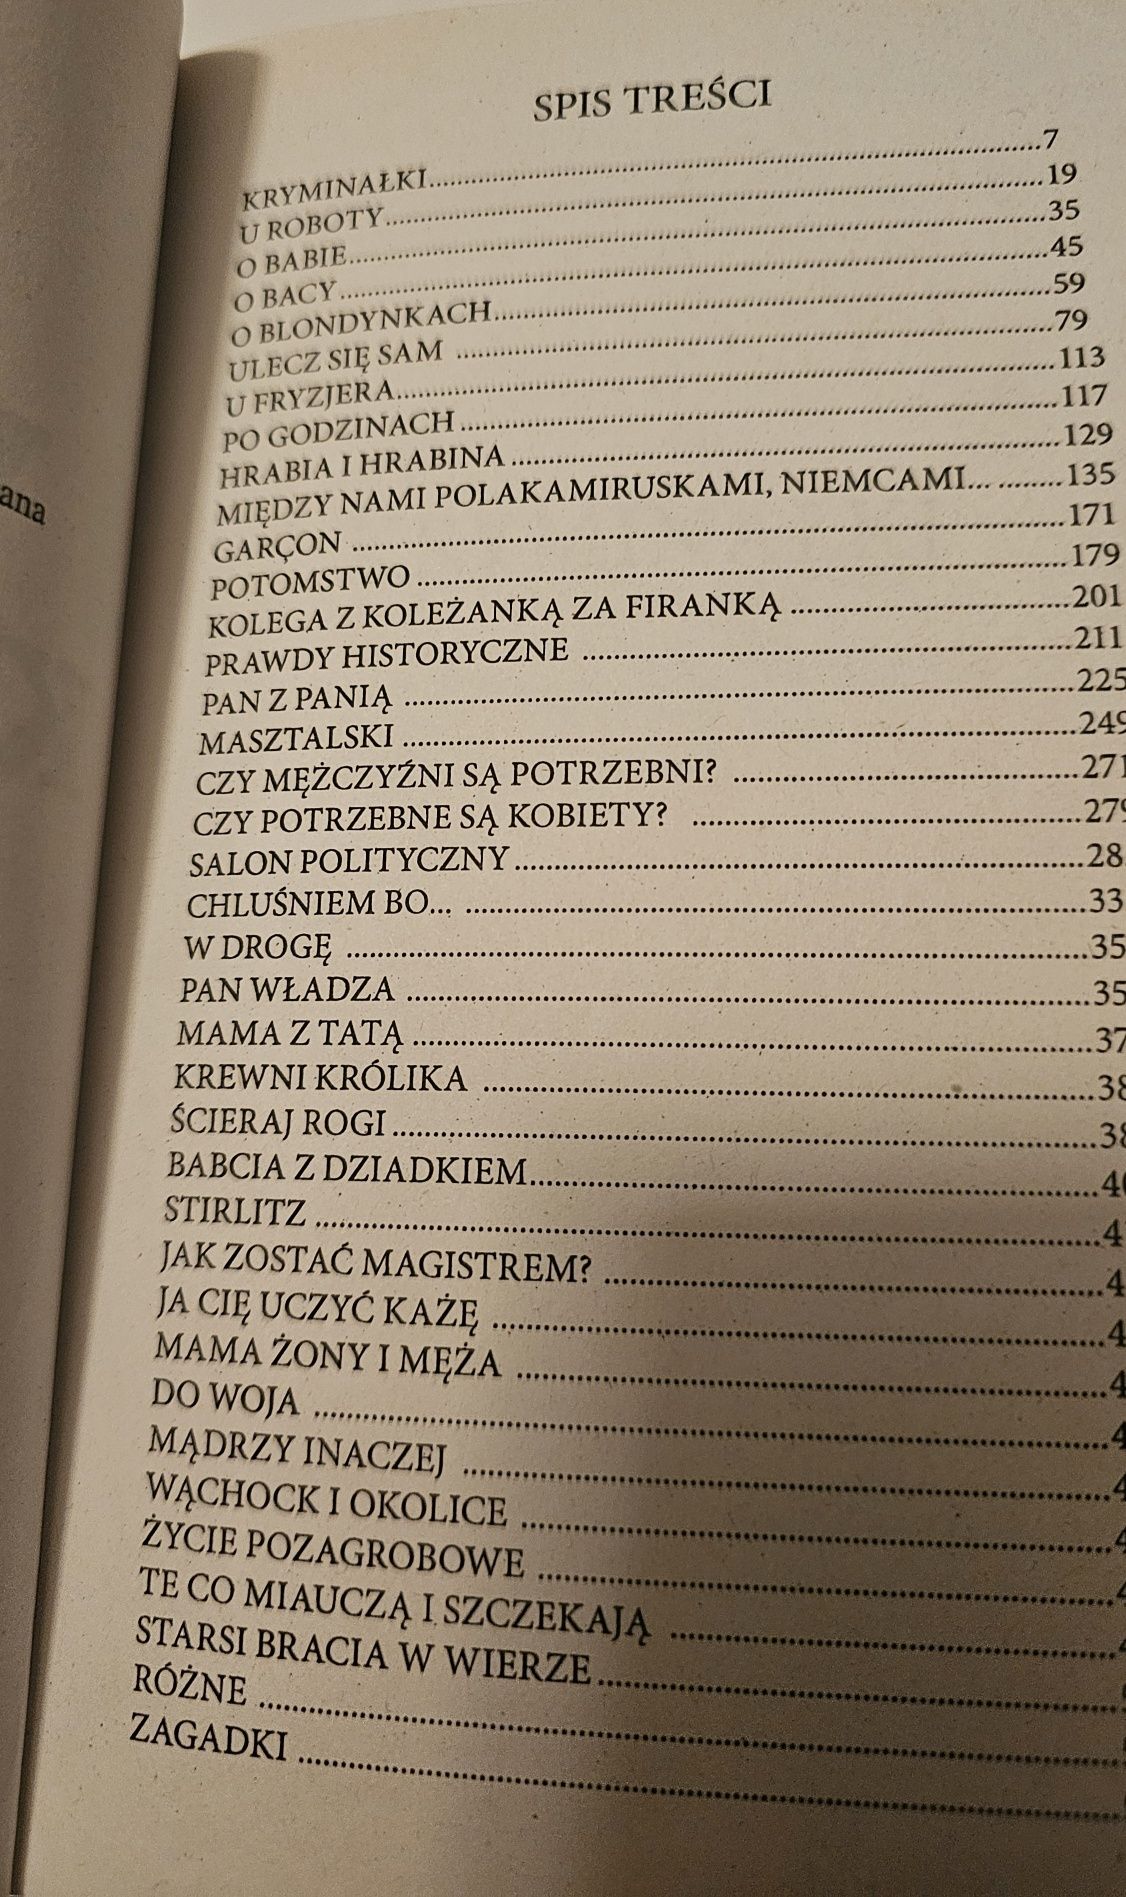 SPIS TREŚCI
KRYMINAŁKI....................7
U ROBOTY....................19
O BABIE....................35
O BACY....................45
O BLONDYNKACH....................59
ULECZ SIĘ SAM ....................79
U FRYZJERA....................113
PO GODZINACH ....................117
HRABIA I HRABINA ....................129
MIĘDZY NAMI POLAKAMIRUSKAMI, NIEMCAMI... ........135
GARÇON ....................171
POTOMSTWO ....................179
KOLEGA Z KOLEŻANKĄ ZA FIRANKĄ ....................201
PRAWDY HISTORYCZNE ....................211
PAN Z PANIĄ ....................225
MASZTALSKI ....................249
CZY MĘŻCZYŹNI SĄ POTRZEBNI? ....................271
CZY POTRZEBNE SĄ KOBIETY? ....................279
SALON POLITYCZNY....................
CHLUŚNIEM BO... ....................
W DROGĘ ....................
PAN WŁADZA ....................
MAMA Z TATĄ ....................
KREWNI KRÓLIKA ....................
ŚCIERAJ ROGI....................
BABCIA Z DZIADKIEM....................
STIRLITZ ....................
JAK ZOSTAĆ MAGISTREM? ....................
JA CIĘ UCZYĆ KAŻĘ ....................
MAMA ŻONY I MĘŻA ....................
DO WOJA ....................
MĄDRZY INACZEJ ....................
WĄCHOCK I OKOLICE ....................
ŻYCIE POZAGROBOWE ....................
TE CO MIAUCZĄ I SZCZEKAJĄ ....................
STARSI BRACIA W WIERZE....................
RÓŻNE ....................
ZAGADKI ....................